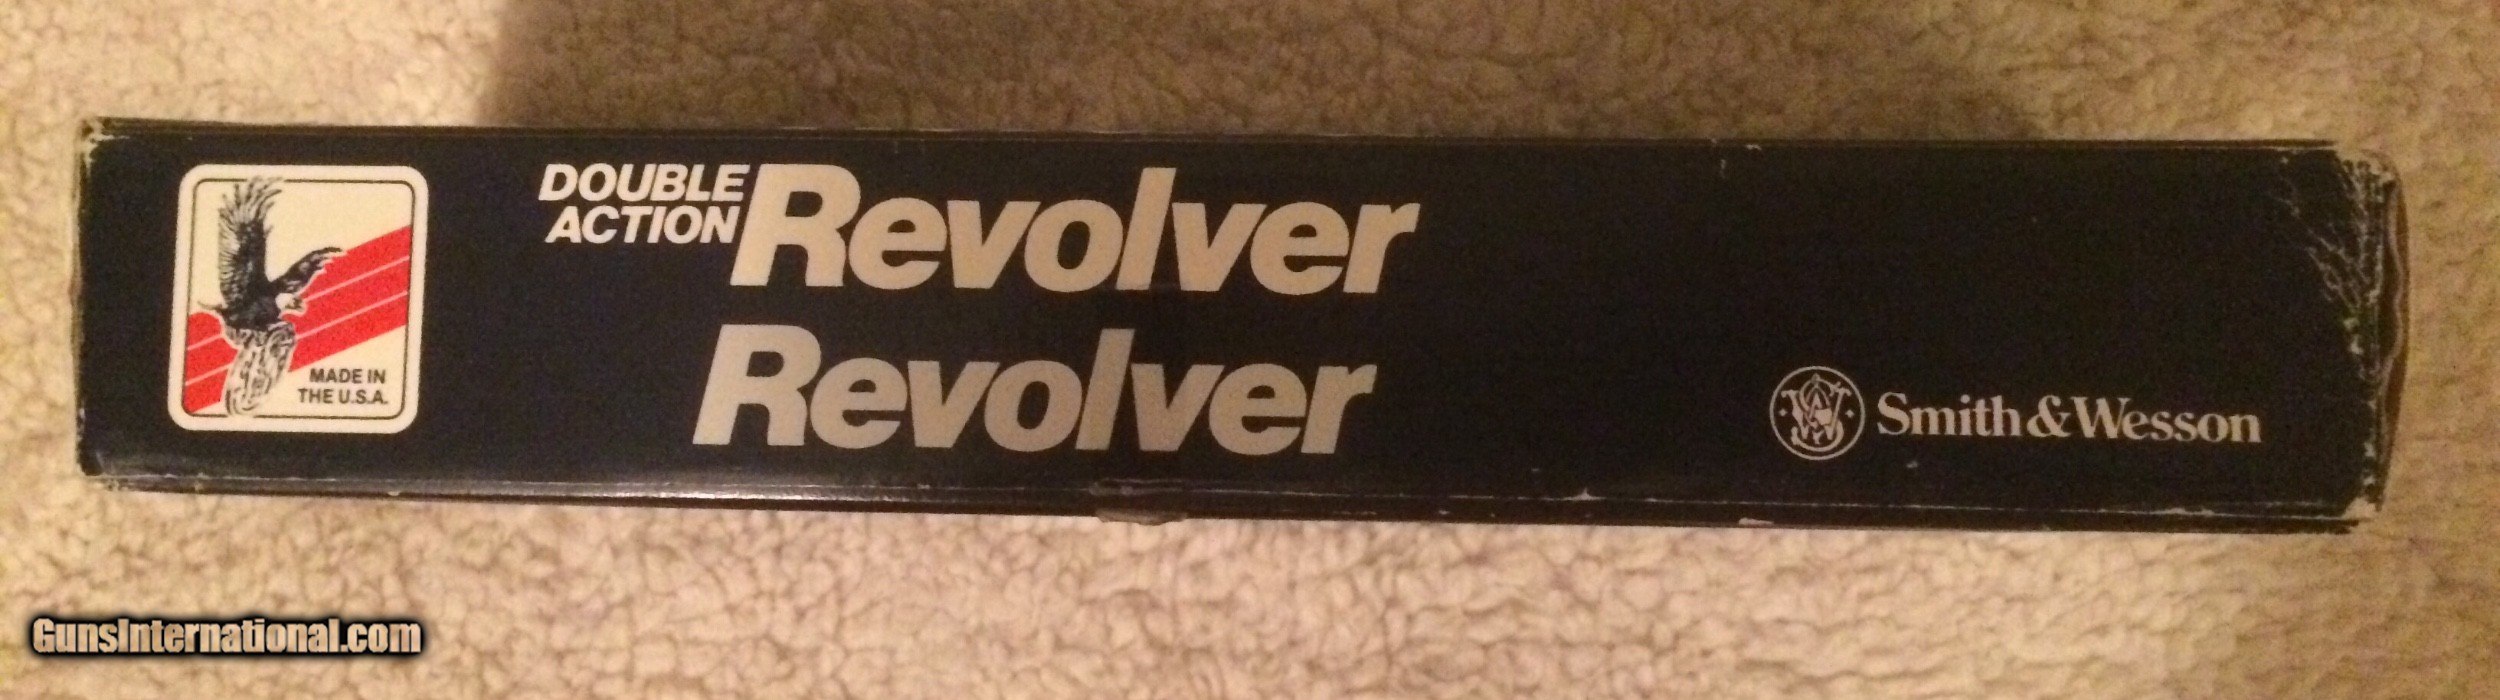 DOUBLE
ACTION
Revolver
Revolver
MADE IN
THE U.S.A.
Smith & Wesson
GunsInternational.com